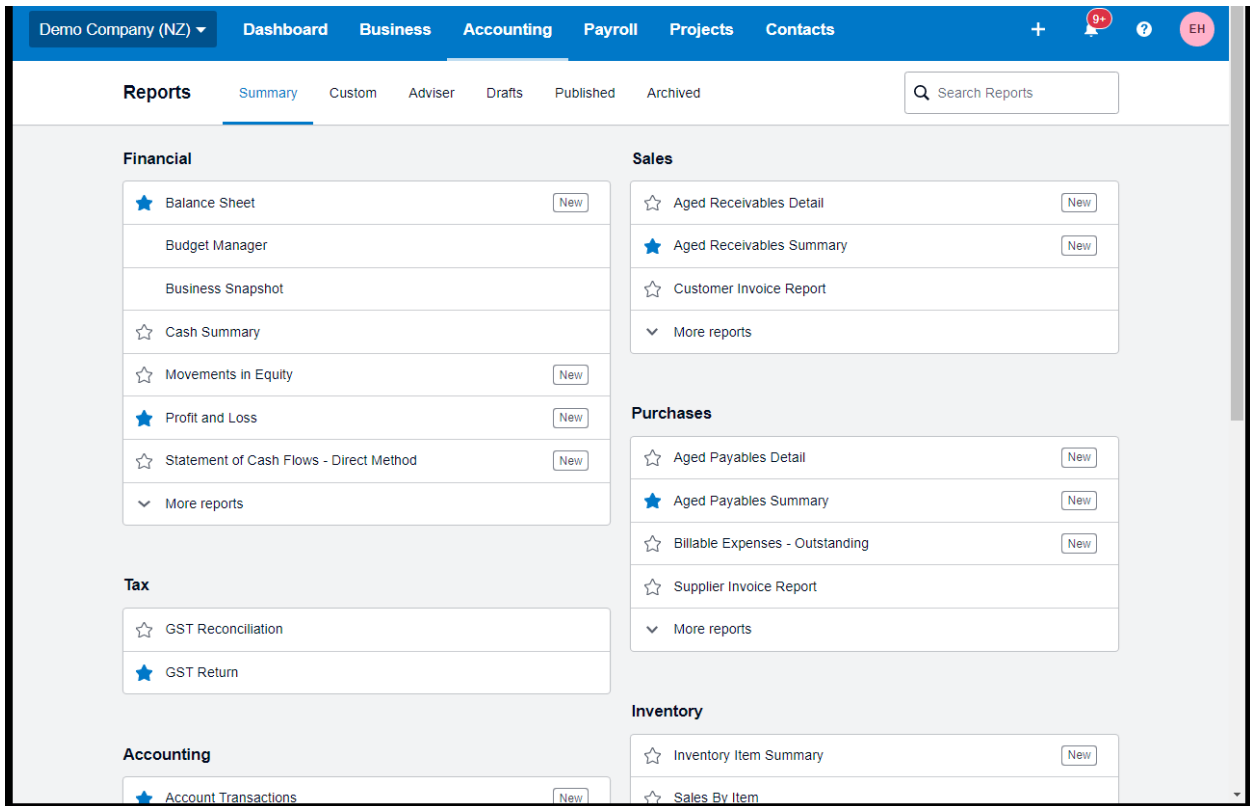 Demo Company (NZ) Dashboard Business Accounting Payroll Projects Contacts 9+ EH
Reports Summary Custom Adviser Drafts Published Archived Search Reports
Financial
Balance Sheet New
Budget Manager
Business Snapshot
Cash Summary
Movements in Equity New
Profit and Loss New
Statement of Cash Flows - Direct Method New
More reports
Tax
GST Reconciliation
GST Return
Accounting
Account Transactions New
Sales
Aged Receivables Detail New
Aged Receivables Summary New
Customer Invoice Report
More reports
Purchases
Aged Payables Detail New
Aged Payables Summary New
Billable Expenses - Outstanding New
Supplier Invoice Report
More reports
Inventory
Inventory Item Summary New
Sales By Item